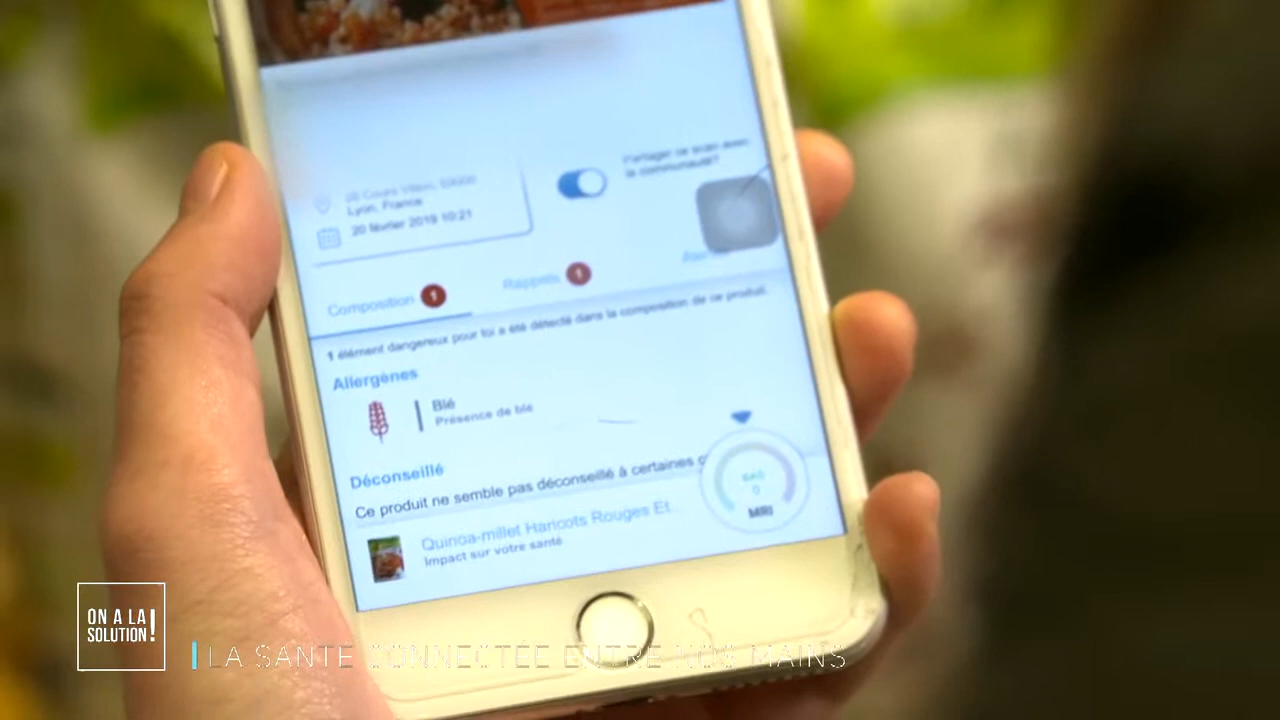 Partager ce scan avec
la communauté?
Lyon, France
20 février 2019 10:21
Composition 1
Rappels 1
1 élément dangereux pour toi a été détecté dans la composition de ce produit.
Allergènes
Blé
Présence de blé
Déconseillé
Ce produit ne semble pas déconseillé à certaines
BAS
0
MRI
Quinoa-millet Haricots Rouges Et...
Impact sur votre santé
ON A LA
SOLUTION!
LA SANTÉ CONNECTÉE ENTRE NOS MAINS